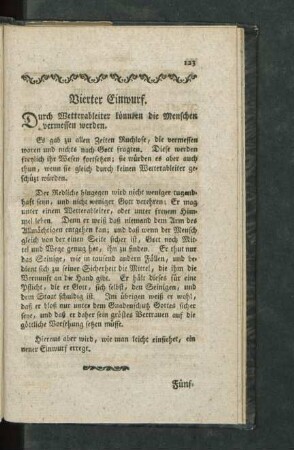 123
Vierter Einwurf.
Durch Wetterableiter könnten die Menschen
vermessen werden.
Es gab zu allen Zeiten Ruchlose, die vermessen
waren und nichts nach Gott fragten. Diese werden
freylich ihr Wesen fortsetzen; sie würden es aber auch
thun, wenn sie gleich durch keinen Wetterableiter ge-
schützt würden.
Der Redliche hingegen wird nicht weniger tugend-
haft seyn, und nicht weniger Gott verehren; Er mag
unter einem Wetterableiter, oder unter freyem Him-
mel leben. Denn er weiß daß niemand dem Arm des
Allmächtigen entgehen kan; und daß wenn der Mensch
gleich von der einen Seite sicher ist, Gott noch Mit-
tel und Wege genug hat, ihn zu finden. Er thut nur
das Seinige, wie in tausend andern Fällen, und be-
dient sich zu seiner Sicherheit die Mittel, die ihm die
Vernunft an die Hand gibt. Er hält dieses für eine
Pflicht, die er Gott, sich selbst, den Seinigen, und
dem Staat schuldig ist. Im übrigen weiß er wohl,
daß er bloß nur unter dem Gnadenschutz Gottes sicher
seye, und daß er daher sein größtes Vertrauen auf die
göttliche Vorsehung setzen müsse.
Hieraus aber wird, wie man leicht einsiehet, ein
neuer Einwurf erregt.
Fünf-